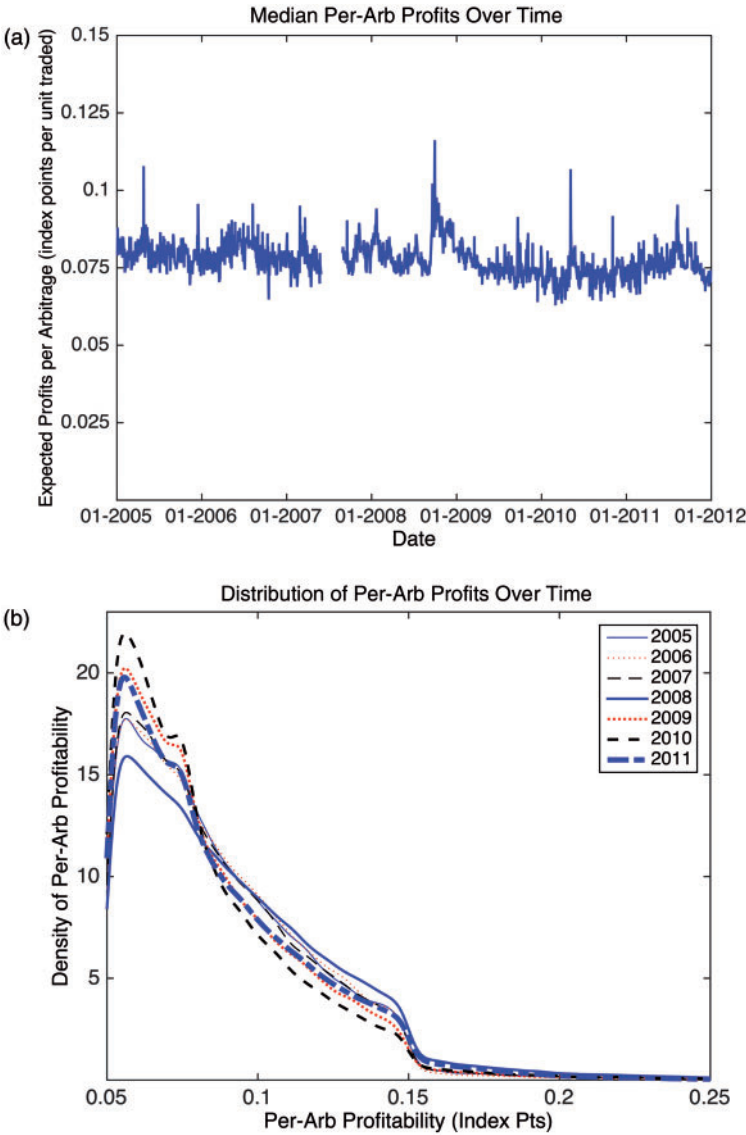 (a)
Median Per-Arb Profits Over Time
Expected Profits per Arbitrage (index points per unit traded)
0.15
0.125
0.1
0.075
0.05
0.025
01-2005 01-2006 01-2007 01-2008 01-2009 01-2010 01-2011 01-2012
Date
(b)
Distribution of Per-Arb Profits Over Time
Density of Per-Arb Profitability
20
15
10
5
2005
2006
2007
2008
2009
2010
2011
0.05 0.1 0.15 0.2 0.25
Per-Arb Profitability (Index Pts)